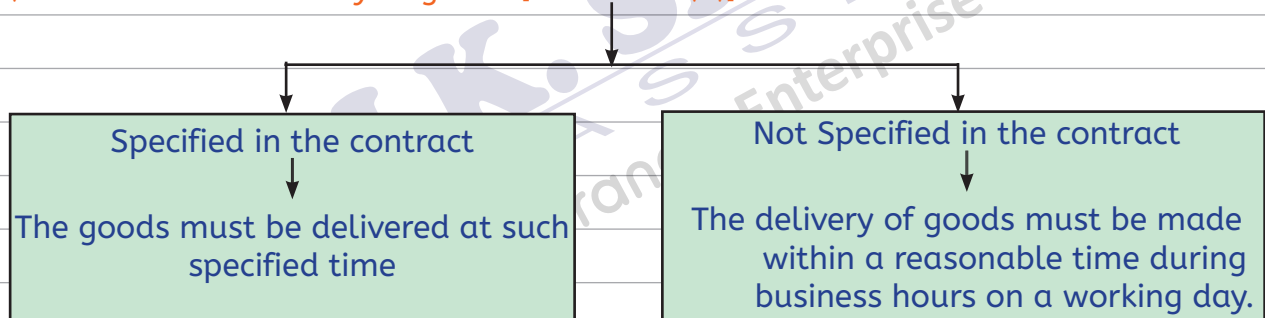 Specified in the contract
The goods must be delivered at such
specified time
Not Specified in the contract
The delivery of goods must be made
within a reasonable time during
business hours on a working day.
K. S
Enterprise